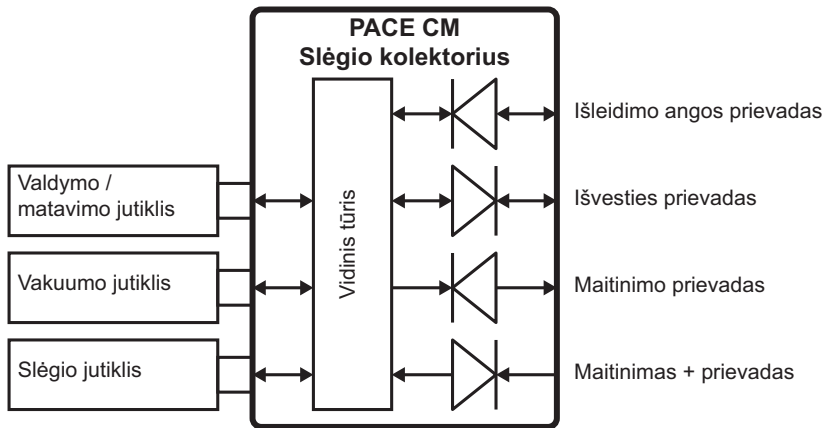 PACE CM
Slėgio kolektorius
Išleidimo angos prievadas
Valdymo /
matavimo jutiklis
Išvesties prievadas
Vidinis tūris
Vakuumo jutiklis
Maitinimo prievadas
Slėgio jutiklis
Maitinimas + prievadas